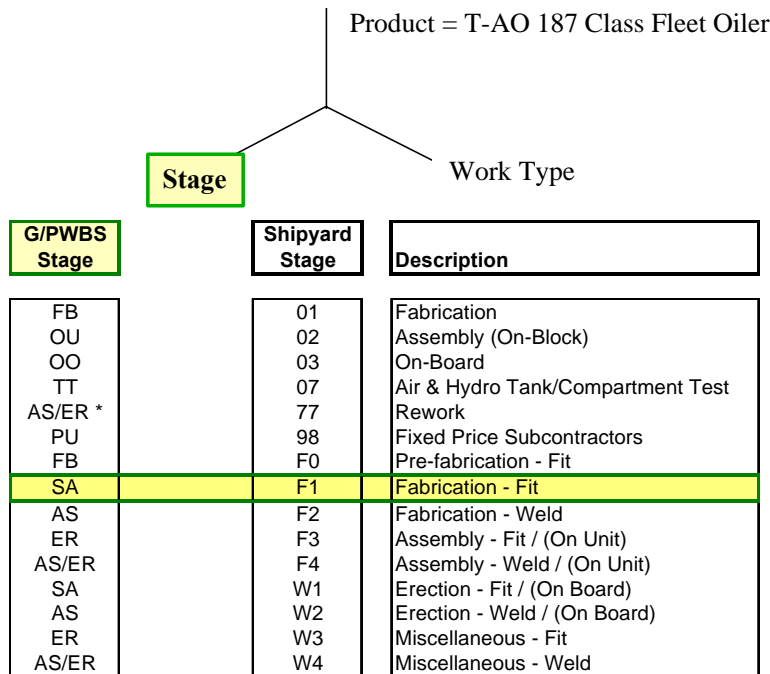 Product = T-AO 187 Class Fleet Oiler
Stage
Work Type
G/PWBS Stage Shipyard Stage Description
FB 01 Fabrication
OU 02 Assembly (On-Block)
OO 03 On-Board
TT 07 Air & Hydro Tank/Compartment Test
AS/ER * 77 Rework
PU 98 Fixed Price Subcontractors
FB F0 Pre-fabrication - Fit
SA F1 Fabrication - Fit
AS F2 Fabrication - Weld
ER F3 Assembly - Fit / (On Unit)
AS/ER F4 Assembly - Weld / (On Unit)
SA W1 Erection - Fit / (On Board)
AS W2 Erection - Weld / (On Board)
ER W3 Miscellaneous - Fit
AS/ER W4 Miscellaneous - Weld